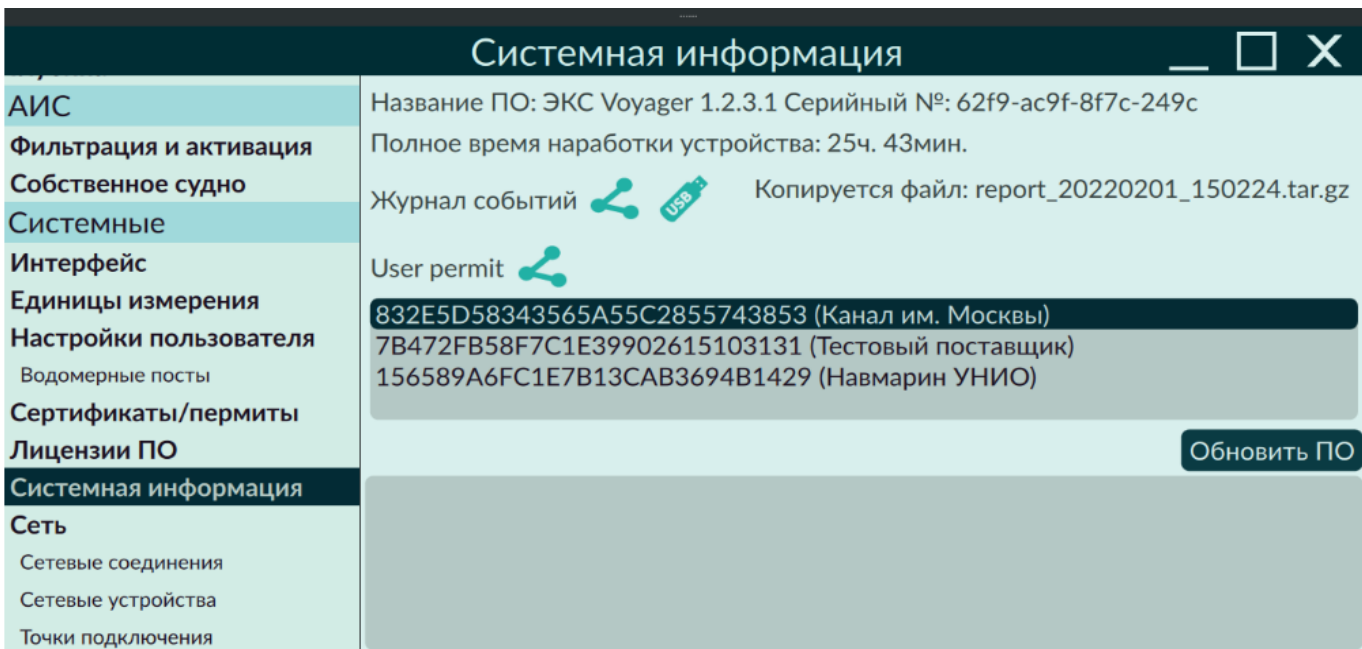 Системная информация
АИС
Фильтрация и активация
Собственное судно
Системные
Интерфейс
Единицы измерения
Настройки пользователя
Водомерные посты
Сертификаты/пермиты
Лицензии ПО
Системная информация
Сеть
Сетевые соединения
Сетевые устройства
Точки подключения
Название ПО: ЭКС Voyager 1.2.3.1 Серийный №: 62f9-ac9f-8f7c-249c
Полное время наработки устройства: 25ч. 43мин.
Журнал событий USB Копируется файл: report_20220201_150224.tar.gz
User permit
832E5D58343565A55C2855743853 (Канал им. Москвы)
7B472FB58F7C1E39902615103131 (Тестовый поставщик)
156589A6FC1E7B13CAB3694B1429 (Навмарин УНИО)
Обновить ПО